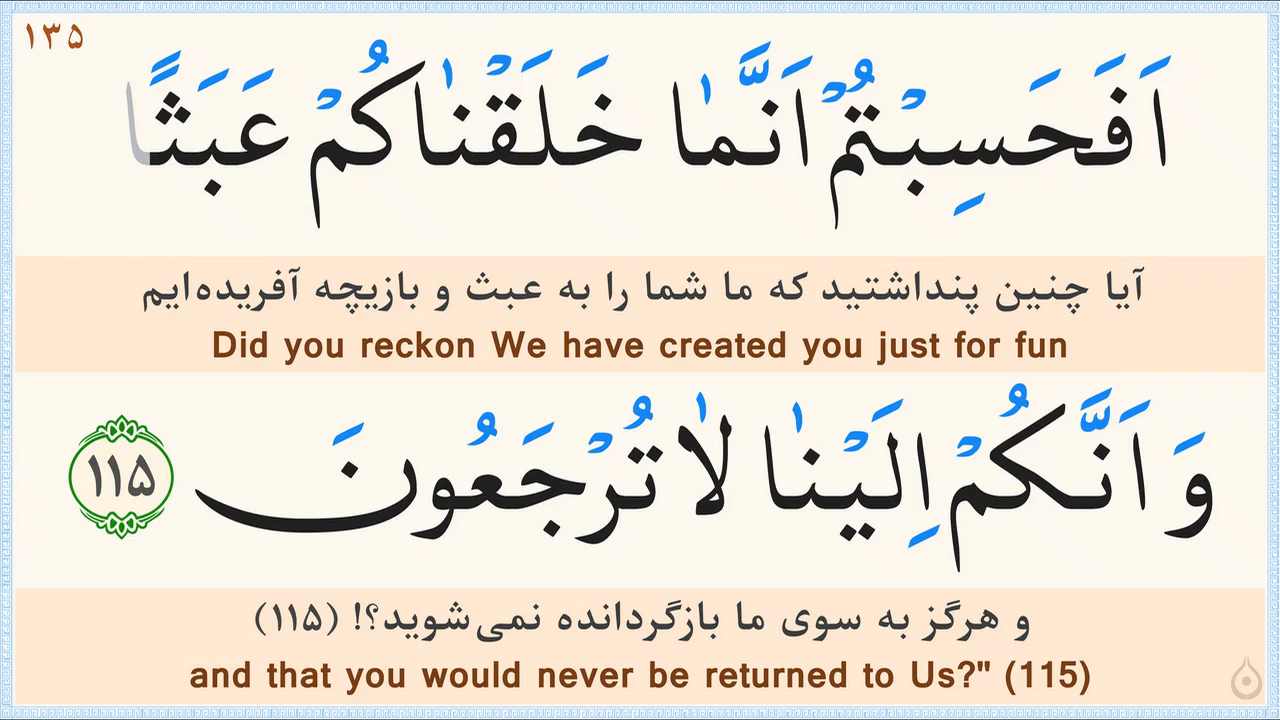 ۱۳۵
اَفَحَسِبْتُمْ اَنَّمٰا خَلَقْنٰاكُمْ عَبَثًا
آیا چنین پنداشتید که ما شما را به عبث و بازیچه آفریده‌ایم
Did you reckon We have created you just for fun
وَ اَنَّكُمْ اِلَيْنٰا لٰا تُرْجَعُونَ ۱۱۵
و هرگز به سوی ما بازگردانده نمی‌شوید؟! (۱۱۵)
and that you would never be returned to Us?" (115)